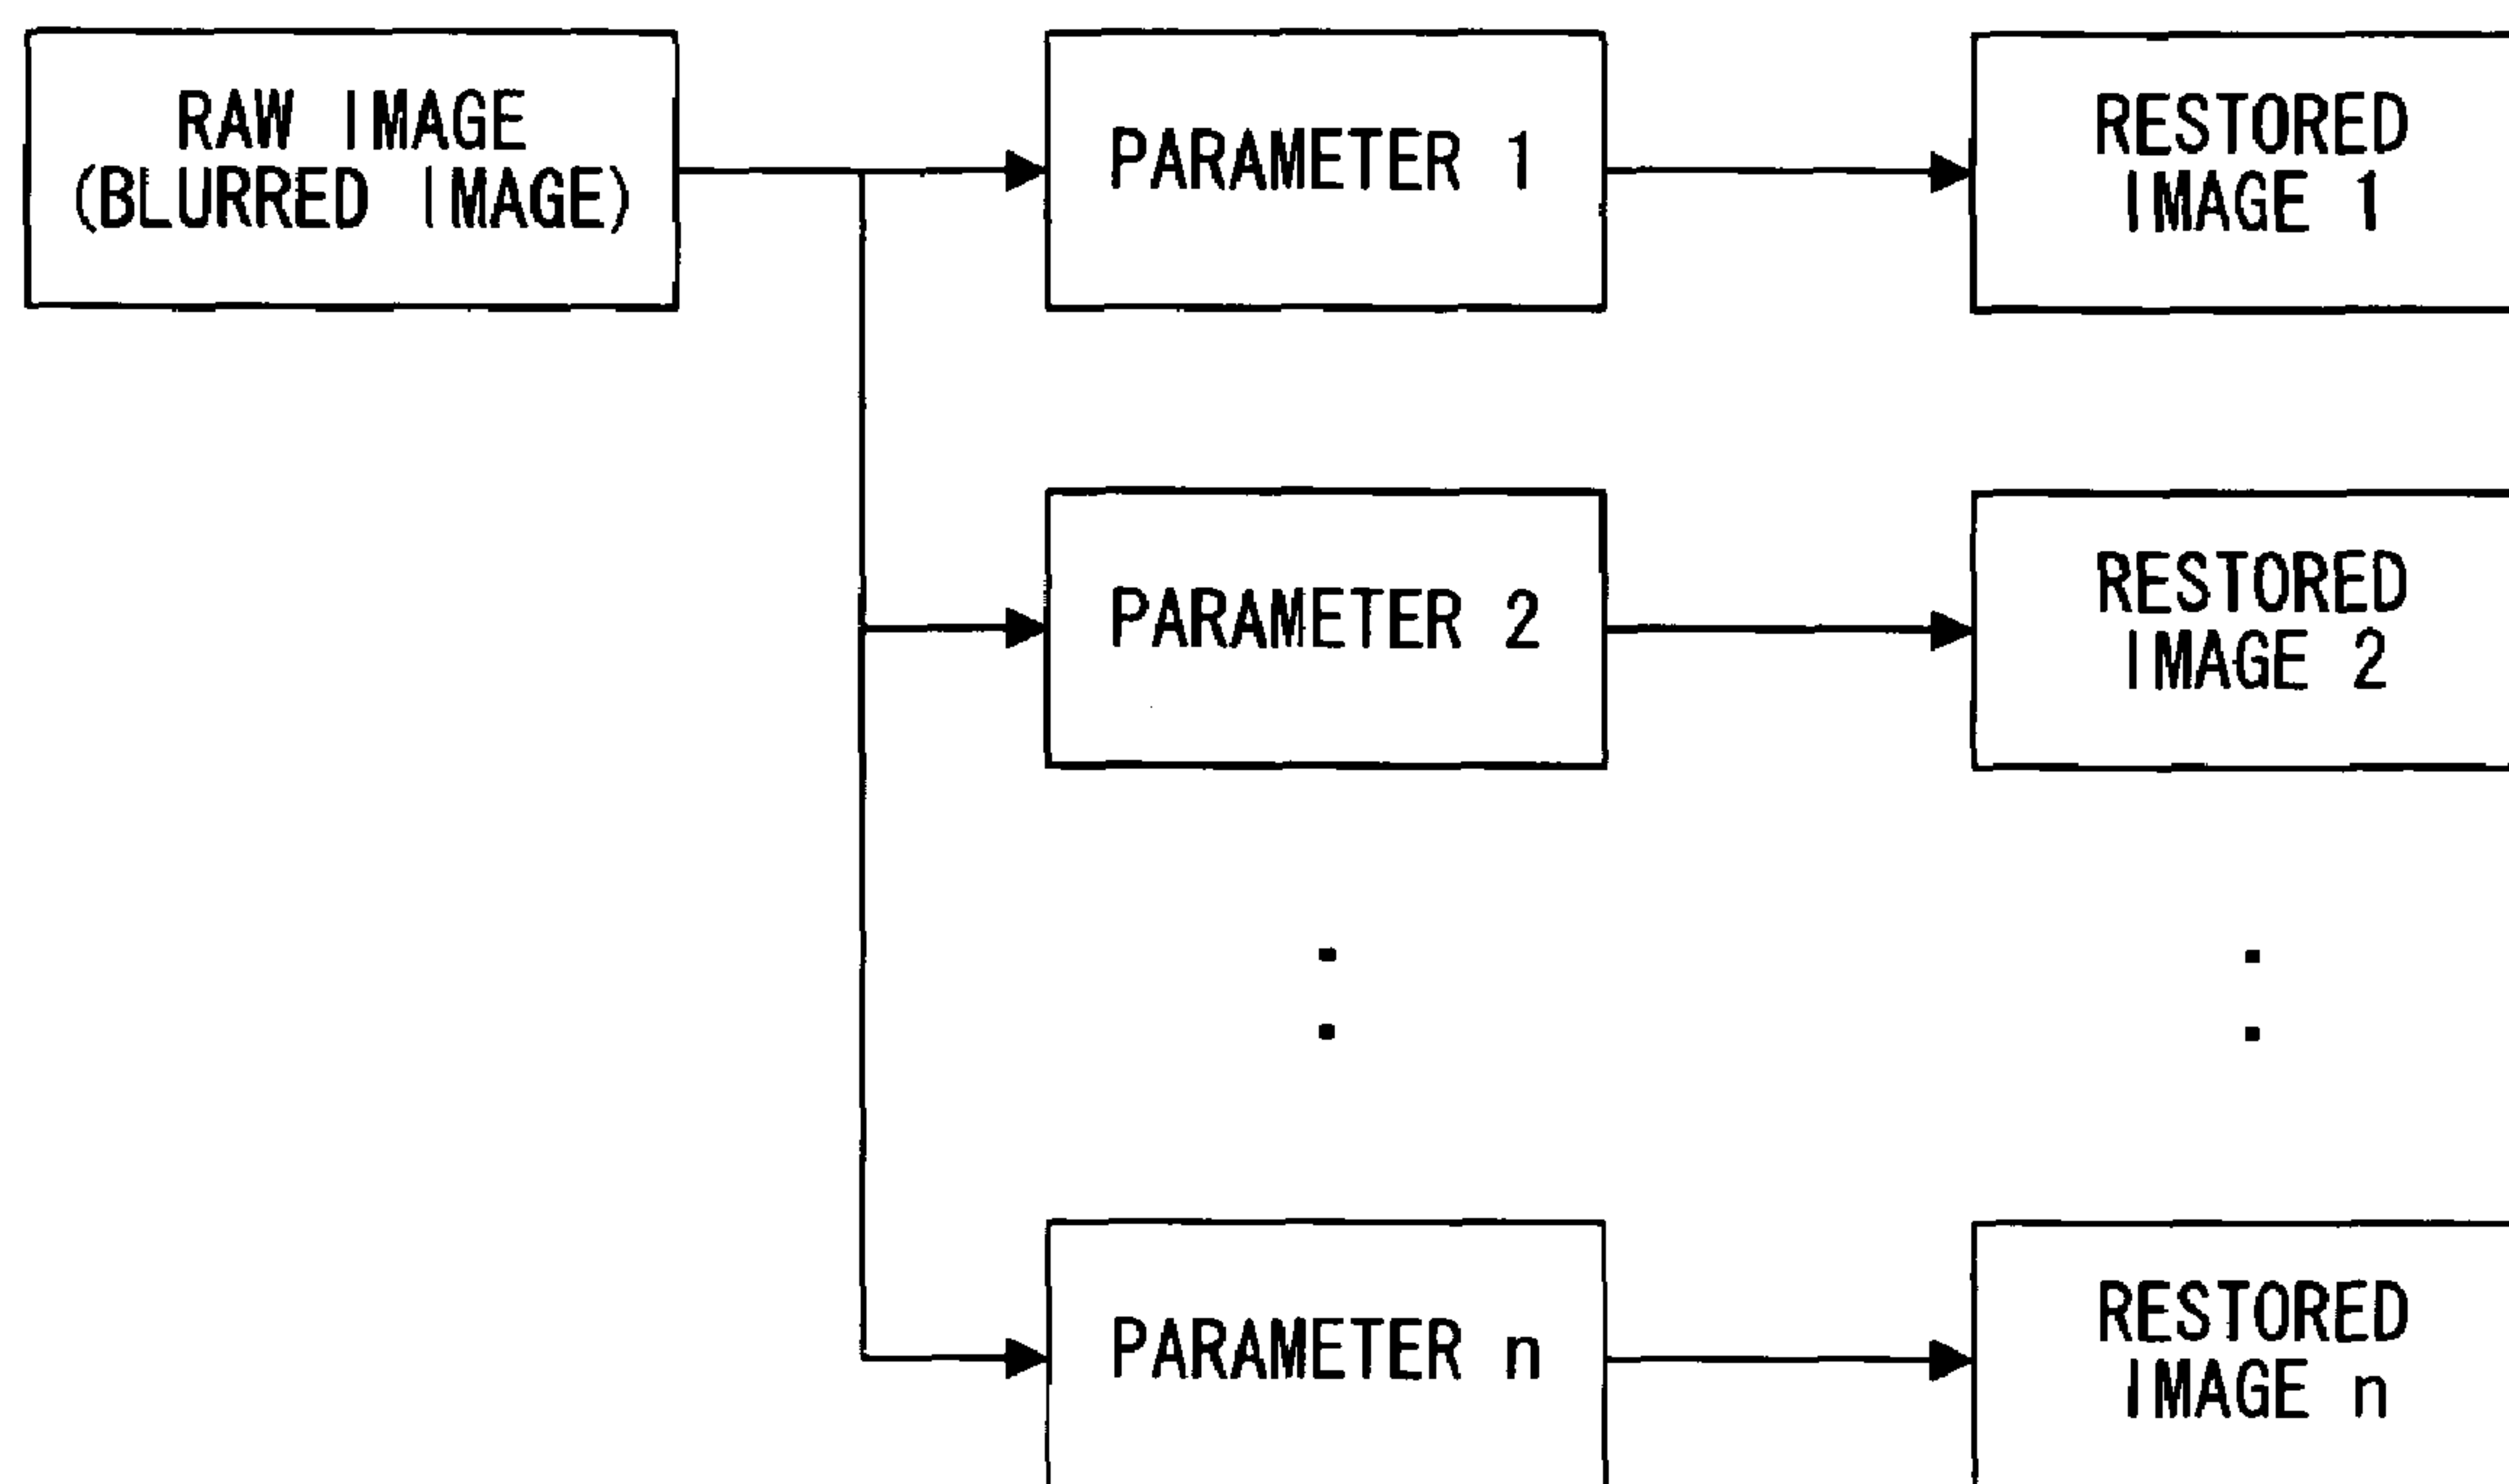 RAW IMAGE
(BLURRED IMAGE)
PARAMETER 1
RESTORED
IMAGE 1
PARAMETER 2
RESTORED
IMAGE 2
PARAMETER n
RESTORED
IMAGE n